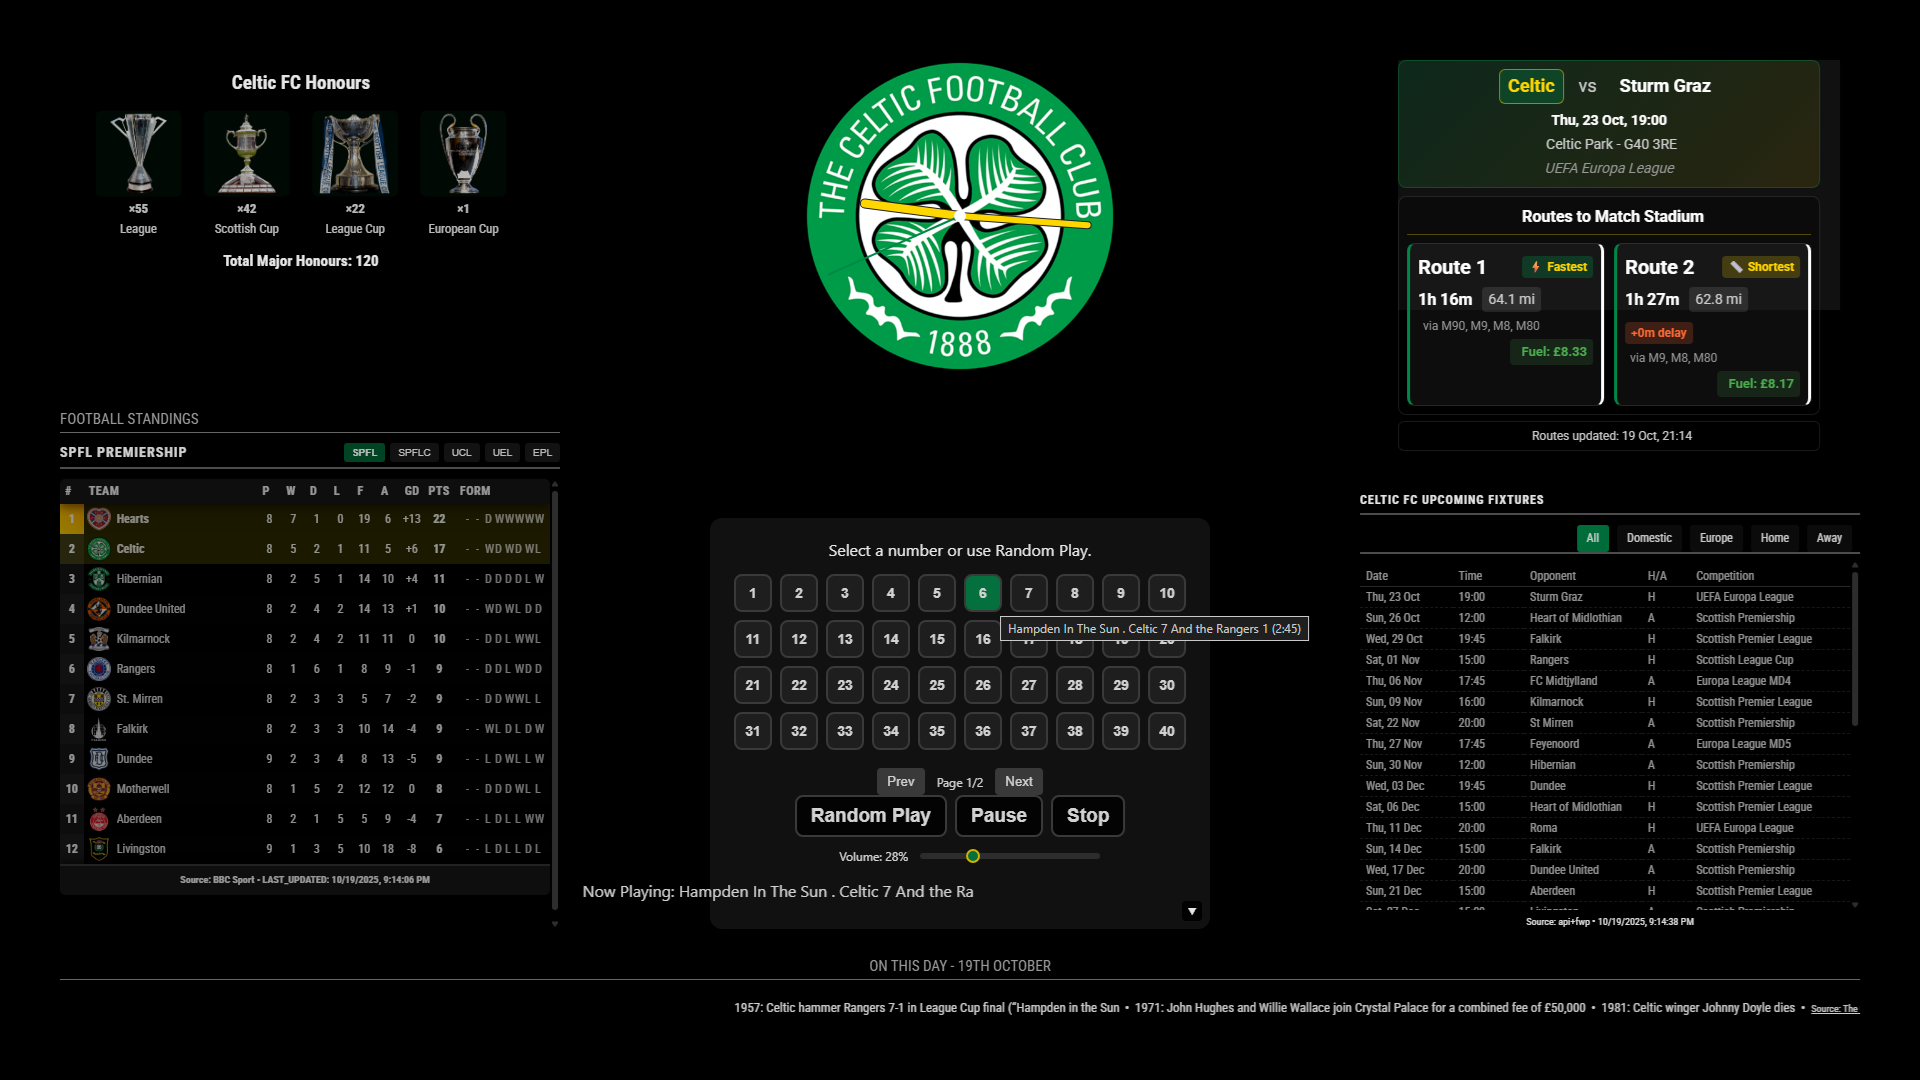 Celtic FC Honours
×55
League
×42
Scottish Cup
×22
League Cup
×1
European Cup
Total Major Honours: 120
THE CELTIC FOOTBALL CLUB
1888
Celtic vs Sturm Graz
Thu, 23 Oct, 19:00
Celtic Park - G40 3RE
UEFA Europa League
Routes to Match Stadium
Route 1 Fastest
1h 16m 64.1 mi
via M90, M9, M8, M80
Fuel: £8.33
Route 2 Shortest
1h 27m 62.8 mi
+0m delay
via M9, M8, M80
Fuel: £8.17
Routes updated: 19 Oct, 21:14
FOOTBALL STANDINGS
SPFL PREMIERSHIP SPFL SPFLC UCL UEL EPL
# TEAM P W D L F A GD PTS FORM
1 Hearts 8 7 1 0 19 6 +13 22 - - D W W W W W
2 Celtic 8 5 2 1 11 5 +6 17 - - W D W D W L
3 Hibernian 8 2 5 1 14 10 +4 11 - - D D D D L W
4 Dundee United 8 2 4 2 14 13 +1 10 - - W D W L D D
5 Kilmarnock 8 2 4 2 11 11 0 10 - - D D L W W L
6 Rangers 8 1 6 1 8 9 -1 9 - - D D L W D D
7 St. Mirren 8 2 3 3 5 7 -2 9 - - D D W W L L
8 Falkirk 8 2 3 3 10 14 -4 9 - - W L D L D W
9 Dundee 9 2 3 4 8 13 -5 9 - - L D W L L W
10 Motherwell 8 1 5 2 12 12 0 8 - - D D D W L L
11 Aberdeen 8 2 1 5 5 9 -4 7 - - L D L L W W
12 Livingston 9 1 3 5 10 18 -8 6 - - L D L L D L
Source: BBC Sport • LAST_UPDATED: 10/19/2025, 9:14:06 PM
Select a number or use Random Play.
1 2 3 4 5 6 7 8 9 10
Hampden In The Sun . Celtic 7 And the Rangers 1 (2:45)
11 12 13 14 15 16
21 22 23 24 25 26 27 28 29 30
31 32 33 34 35 36 37 38 39 40
Prev Page 1/2 Next
Random Play Pause Stop
Volume: 28%
Now Playing: Hampden In The Sun . Celtic 7 And the Ra
CELTIC FC UPCOMING FIXTURES
All Domestic Europe Home Away
Date Time Opponent H/A Competition
Thu, 23 Oct 19:00 Sturm Graz H UEFA Europa League
Sun, 26 Oct 12:00 Heart of Midlothian A Scottish Premiership
Wed, 29 Oct 19:45 Falkirk H Scottish Premier League
Sat, 01 Nov 15:00 Rangers H Scottish League Cup
Thu, 06 Nov 17:45 FC Midtjylland A Europa League MD4
Sun, 09 Nov 16:00 Kilmarnock H Scottish Premier League
Sat, 22 Nov 20:00 St Mirren A Scottish Premiership
Thu, 27 Nov 17:45 Feyenoord A Europa League MD5
Sun, 30 Nov 12:00 Hibernian A Scottish Premiership
Wed, 03 Dec 19:45 Dundee H Scottish Premier League
Sat, 06 Dec 15:00 Heart of Midlothian H Scottish Premier League
Thu, 11 Dec 20:00 Roma H UEFA Europa League
Sun, 14 Dec 15:00 Falkirk A Scottish Premiership
Wed, 17 Dec 20:00 Dundee United A Scottish Premiership
Sun, 21 Dec 15:00 Aberdeen H Scottish Premier League
Source: api+fwp • 10/19/2025, 9:14:38 PM
ON THIS DAY - 19TH OCTOBER
1957: Celtic hammer Rangers 7-1 in League Cup final (“Hampden in the Sun • 1971: John Hughes and Willie Wallace join Crystal Palace for a combined fee of £50,000 • 1981: Celtic winger Johnny Doyle dies • Source: The